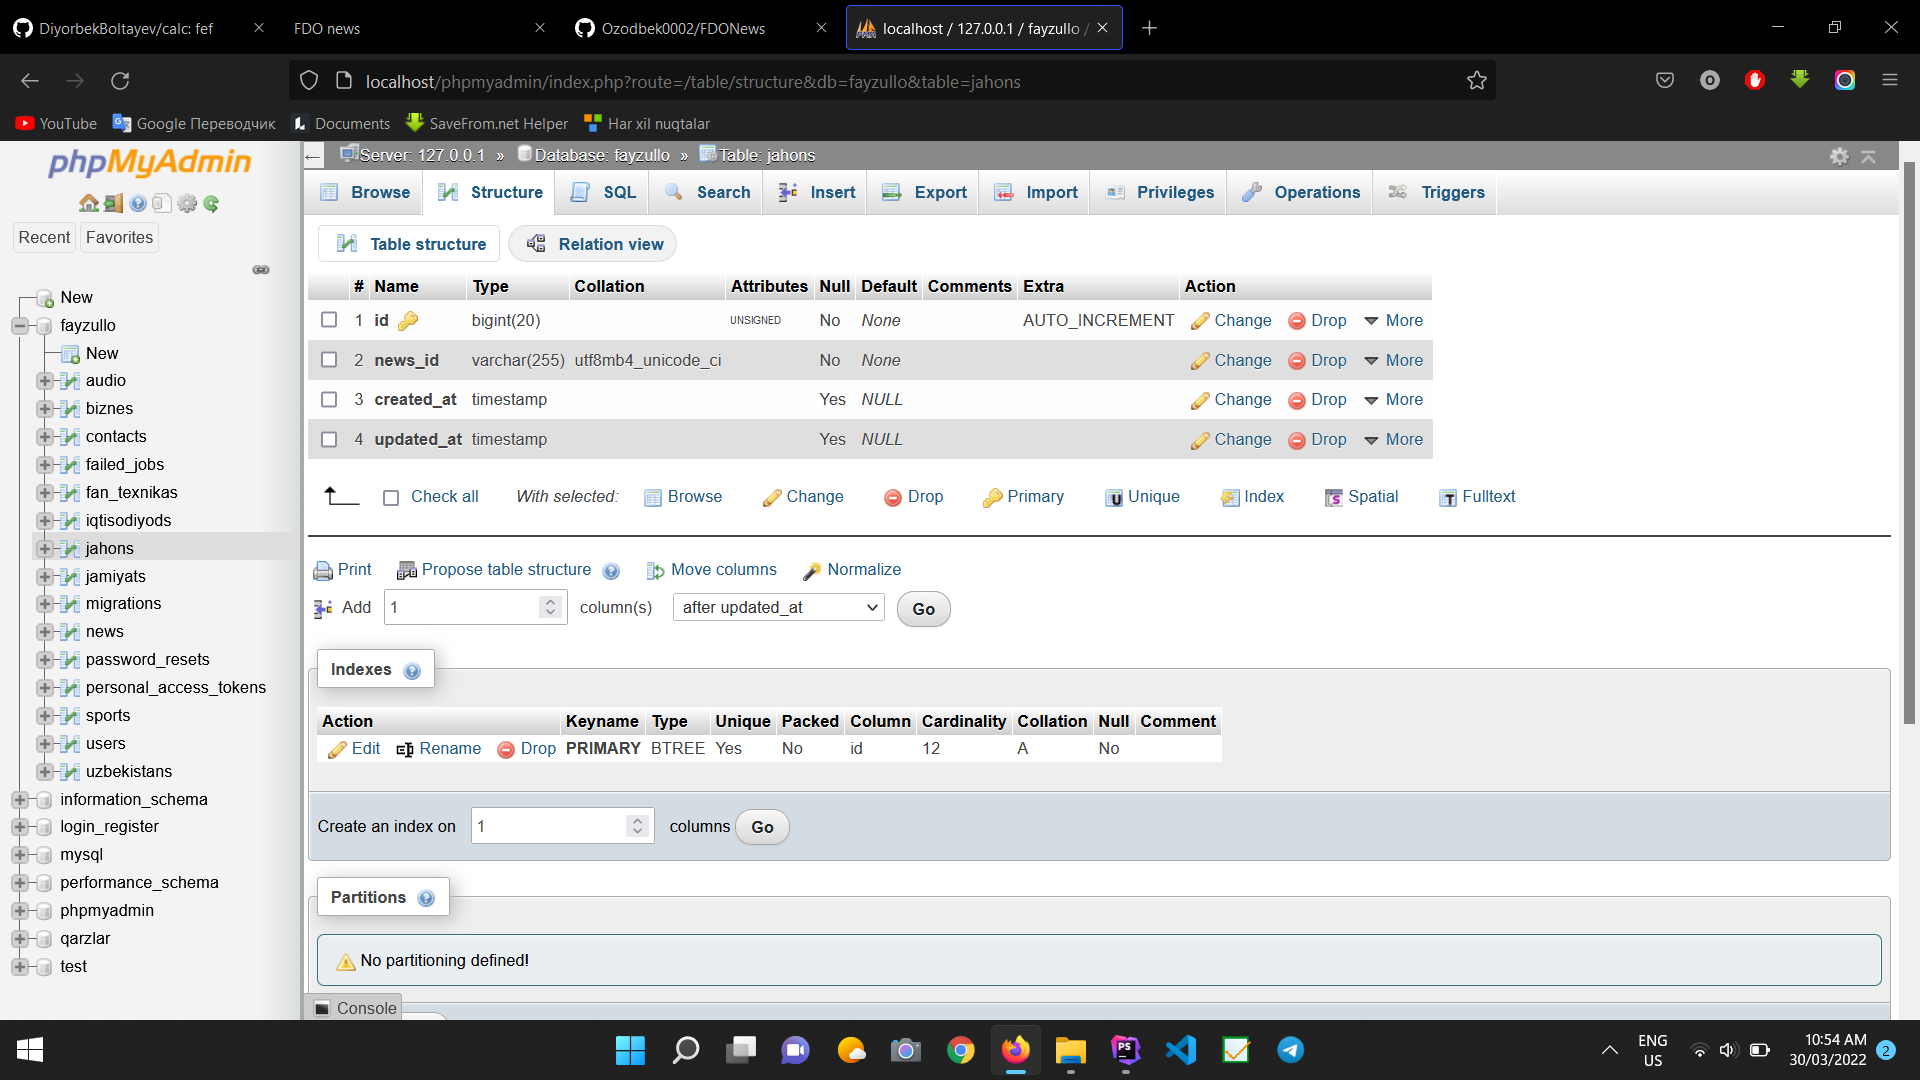 DiyorbekBoltayev/calc: fef
FDO news
Ozodbek0002/FDONews
localhost / 127.0.0.1 / fayzullo /
localhost/phpmyadmin/index.php?route=/table/structure&db=fayzullo&table=jahons
YouTube
Google Переводчик
Documents
SaveFrom.net Helper
Har xil nuqtalar
phpMyAdmin
Recent
Favorites
New
fayzullo
New
audio
biznes
contacts
failed_jobs
fan_texnikas
iqtisodiyods
jahons
jamiyats
migrations
news
password_resets
personal_access_tokens
sports
users
uzbekistans
information_schema
login_register
mysql
performance_schema
phpmyadmin
qarzlar
test
Server: 127.0.0.1 » Database: fayzullo » Table: jahons
Browse Structure SQL Search Insert Export Import Privileges Operations Triggers
Table structure Relation view
# Name Type Collation Attributes Null Default Comments Extra Action
1 id bigint(20) UNSIGNED No None AUTO_INCREMENT Change Drop More
2 news_id varchar(255) utf8mb4_unicode_ci No None Change Drop More
3 created_at timestamp Yes NULL Change Drop More
4 updated_at timestamp Yes NULL Change Drop More
Check all With selected: Browse Change Drop Primary Unique Index Spatial Fulltext
Print Propose table structure Move columns Normalize
Add 1 column(s) after updated_at Go
Indexes
Action Keyname Type Unique Packed Column Cardinality Collation Null Comment
Edit Rename Drop PRIMARY BTREE Yes No id 12 A No
Create an index on 1 columns Go
Partitions
No partitioning defined!
Console
ENG
US
10:54 AM
30/03/2022
2